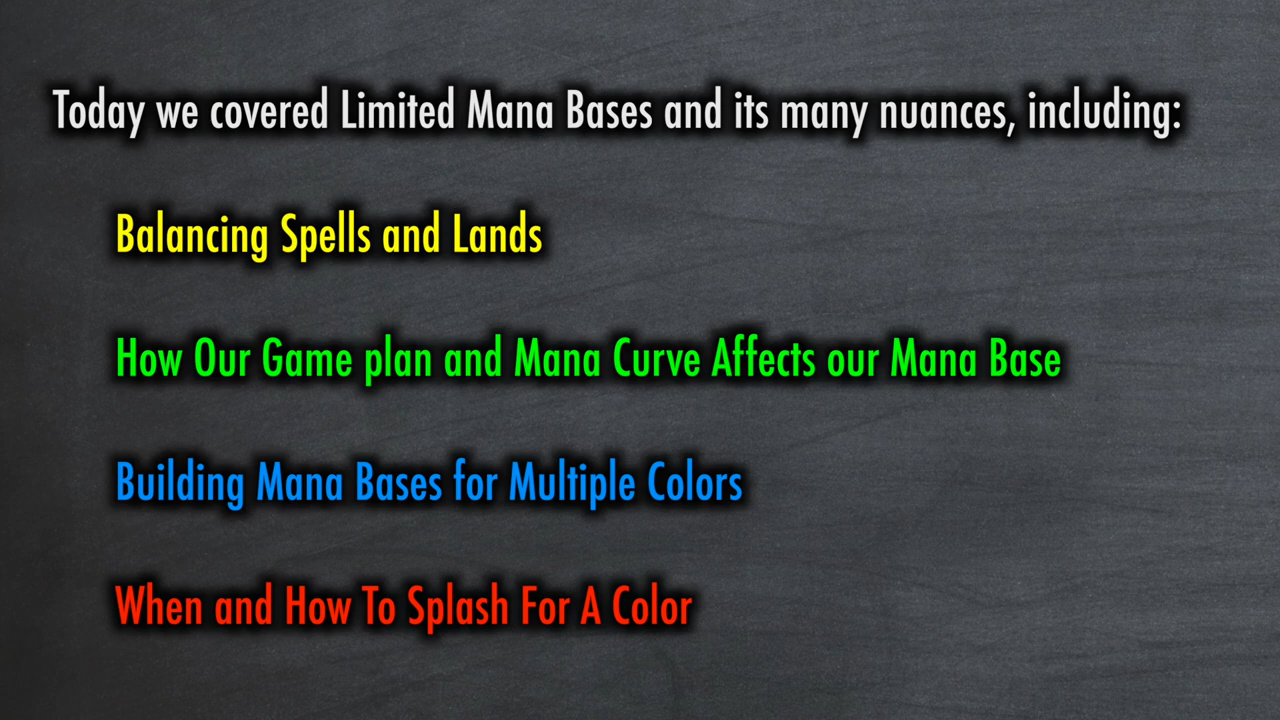 Today we covered Limited Mana Bases and its many nuances, including:
Balancing Spells and Lands
How Our Game plan and Mana Curve Affects our Mana Base
Building Mana Bases for Multiple Colors
When and How To Splash For A Color